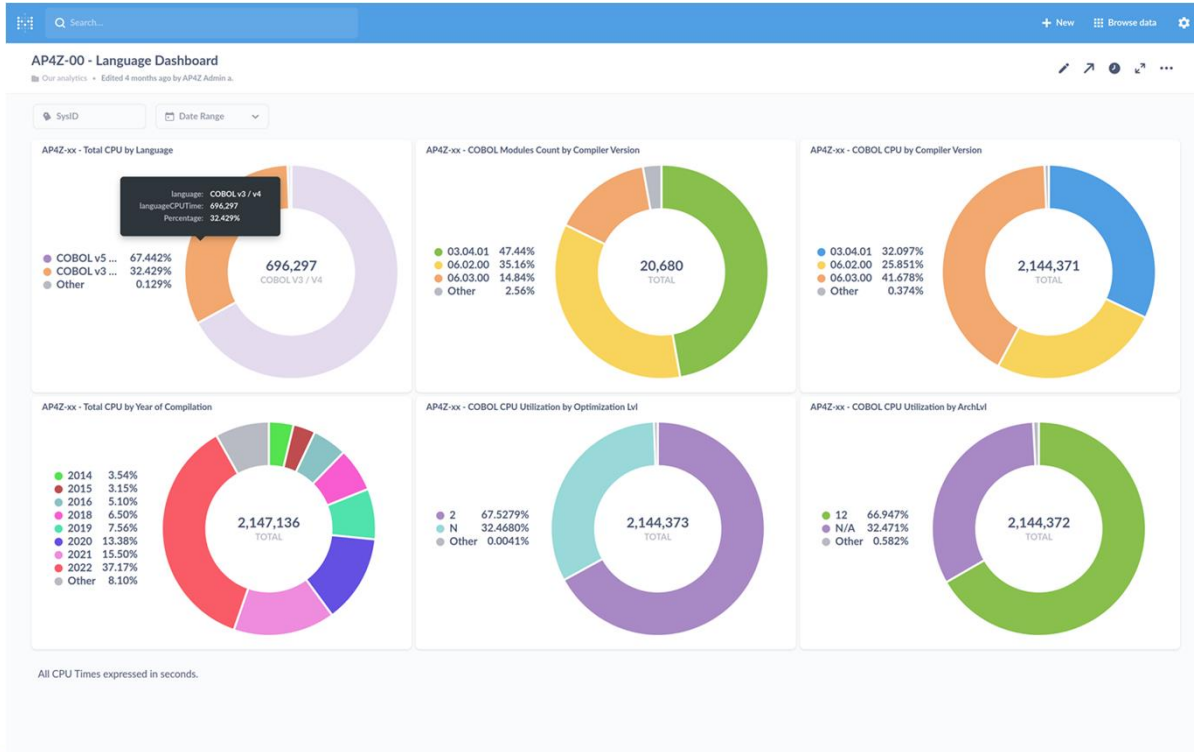 Search...
+ New
Browse data
AP4Z-00 - Language Dashboard
Our analytics • Edited 4 months ago by AP4Z Admin a.
SysID
Date Range
AP4Z-xx - Total CPU by Language
language: COBOL v3 / v4
languageCPUTime: 696,297
Percentage: 32.429%
COBOL v5 ... 67.442%
COBOL v3 ... 32.429%
Other 0.129%
696,297
COBOL V3 / V4
AP4Z-xx - COBOL Modules Count by Compiler Version
03.04.01 47.44%
06.02.00 35.16%
06.03.00 14.84%
Other 2.56%
20,680
TOTAL
AP4Z-xx - COBOL CPU by Compiler Version
03.04.01 32.097%
06.02.00 25.851%
06.03.00 41.678%
Other 0.374%
2,144,371
TOTAL
AP4Z-xx - Total CPU by Year of Compilation
2014 3.54%
2015 3.15%
2016 5.10%
2018 6.50%
2019 7.56%
2020 13.38%
2021 15.50%
2022 37.17%
Other 8.10%
2,147,136
TOTAL
AP4Z-xx - COBOL CPU Utilization by Optimization Lvl
2 67.5279%
N 32.4680%
Other 0.0041%
2,144,373
TOTAL
AP4Z-xx - COBOL CPU Utilization by ArchLvl
12 66.947%
N/A 32.471%
Other 0.582%
2,144,372
TOTAL
All CPU Times expressed in seconds.